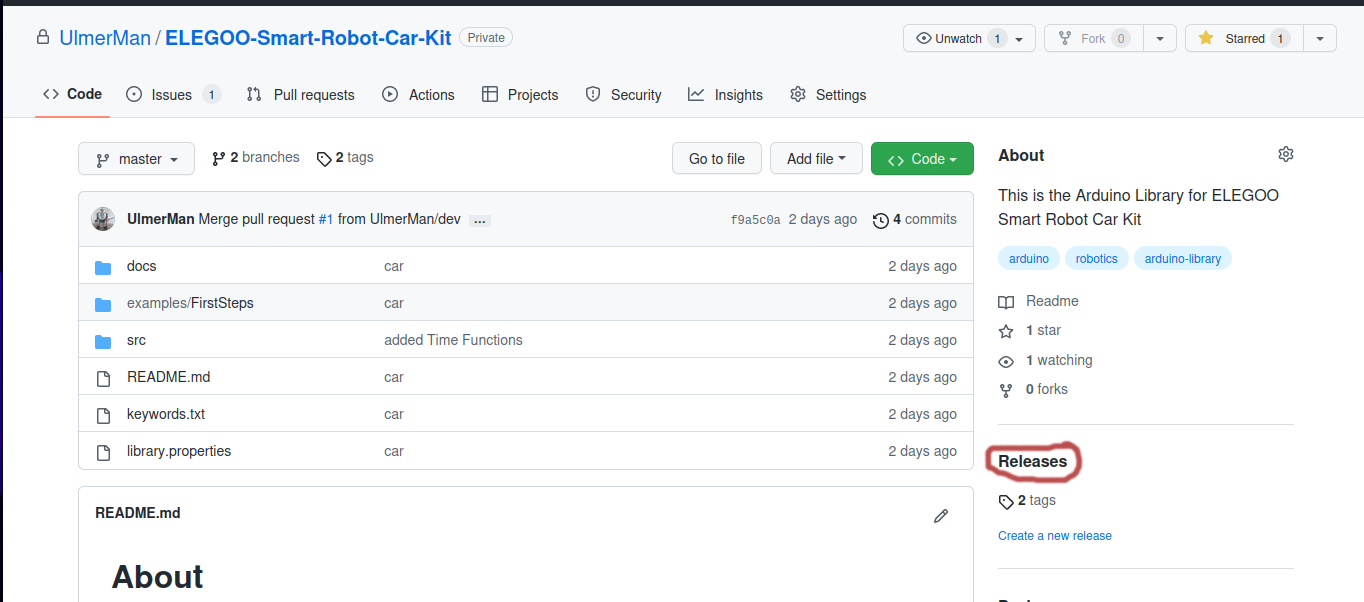 UlmerMan / ELEGOO-Smart-Robot-Car-Kit Private
Unwatch 1 Fork 0 Starred 1
Code Issues 1 Pull requests Actions Projects Security Insights Settings
master 2 branches 2 tags Go to file Add file Code
UlmerMan Merge pull request #1 from UlmerMan/dev ... f9a5c0a 2 days ago 4 commits
docs car 2 days ago
examples/FirstSteps car 2 days ago
src added Time Functions 2 days ago
README.md car 2 days ago
keywords.txt car 2 days ago
library.properties car 2 days ago
README.md
About
About
This is the Arduino Library for ELEGOO
Smart Robot Car Kit
arduino robotics arduino-library
Readme
1 star
1 watching
0 forks
Releases
2 tags
Create a new release